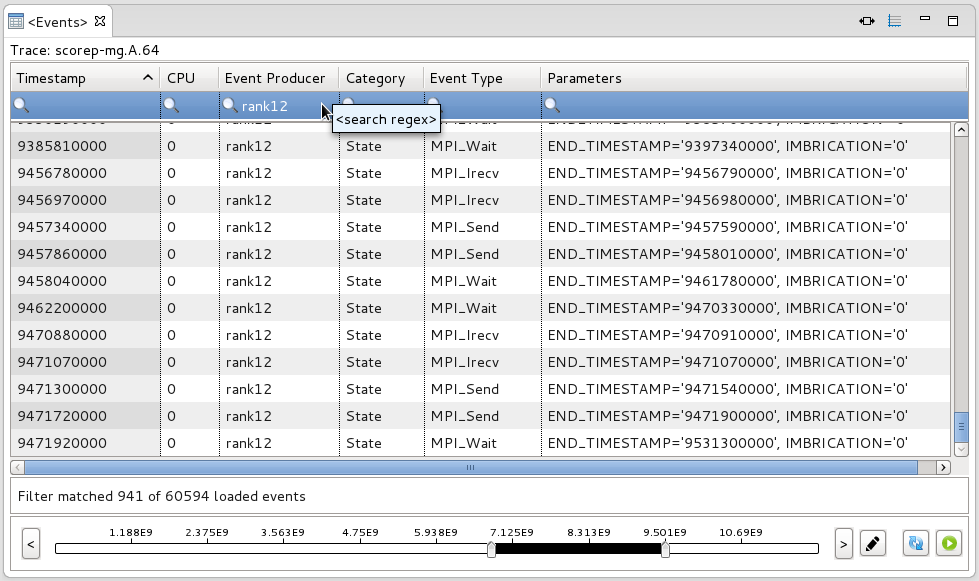 <Events>
Trace: scorep-mg.A.64
Timestamp CPU Event Producer Category Event Type Parameters
rank12
<search regex>
9385810000 0 rank12 State MPI_Wait END_TIMESTAMP='9397340000', IMBRICATION='0'
9456780000 0 rank12 State MPI_Irecv END_TIMESTAMP='9456790000', IMBRICATION='0'
9456970000 0 rank12 State MPI_Irecv END_TIMESTAMP='9456980000', IMBRICATION='0'
9457340000 0 rank12 State MPI_Send END_TIMESTAMP='9457590000', IMBRICATION='0'
9457860000 0 rank12 State MPI_Send END_TIMESTAMP='9458010000', IMBRICATION='0'
9458040000 0 rank12 State MPI_Wait END_TIMESTAMP='9461780000', IMBRICATION='0'
9462200000 0 rank12 State MPI_Wait END_TIMESTAMP='9470330000', IMBRICATION='0'
9470880000 0 rank12 State MPI_Irecv END_TIMESTAMP='9470910000', IMBRICATION='0'
9471070000 0 rank12 State MPI_Irecv END_TIMESTAMP='9471070000', IMBRICATION='0'
9471300000 0 rank12 State MPI_Send END_TIMESTAMP='9471540000', IMBRICATION='0'
9471720000 0 rank12 State MPI_Send END_TIMESTAMP='9471900000', IMBRICATION='0'
9471920000 0 rank12 State MPI_Wait END_TIMESTAMP='9531300000', IMBRICATION='0'
Filter matched 941 of 60594 loaded events
1.188E9 2.375E9 3.563E9 4.75E9 5.938E9 7.125E9 8.313E9 9.501E9 10.69E9
< >